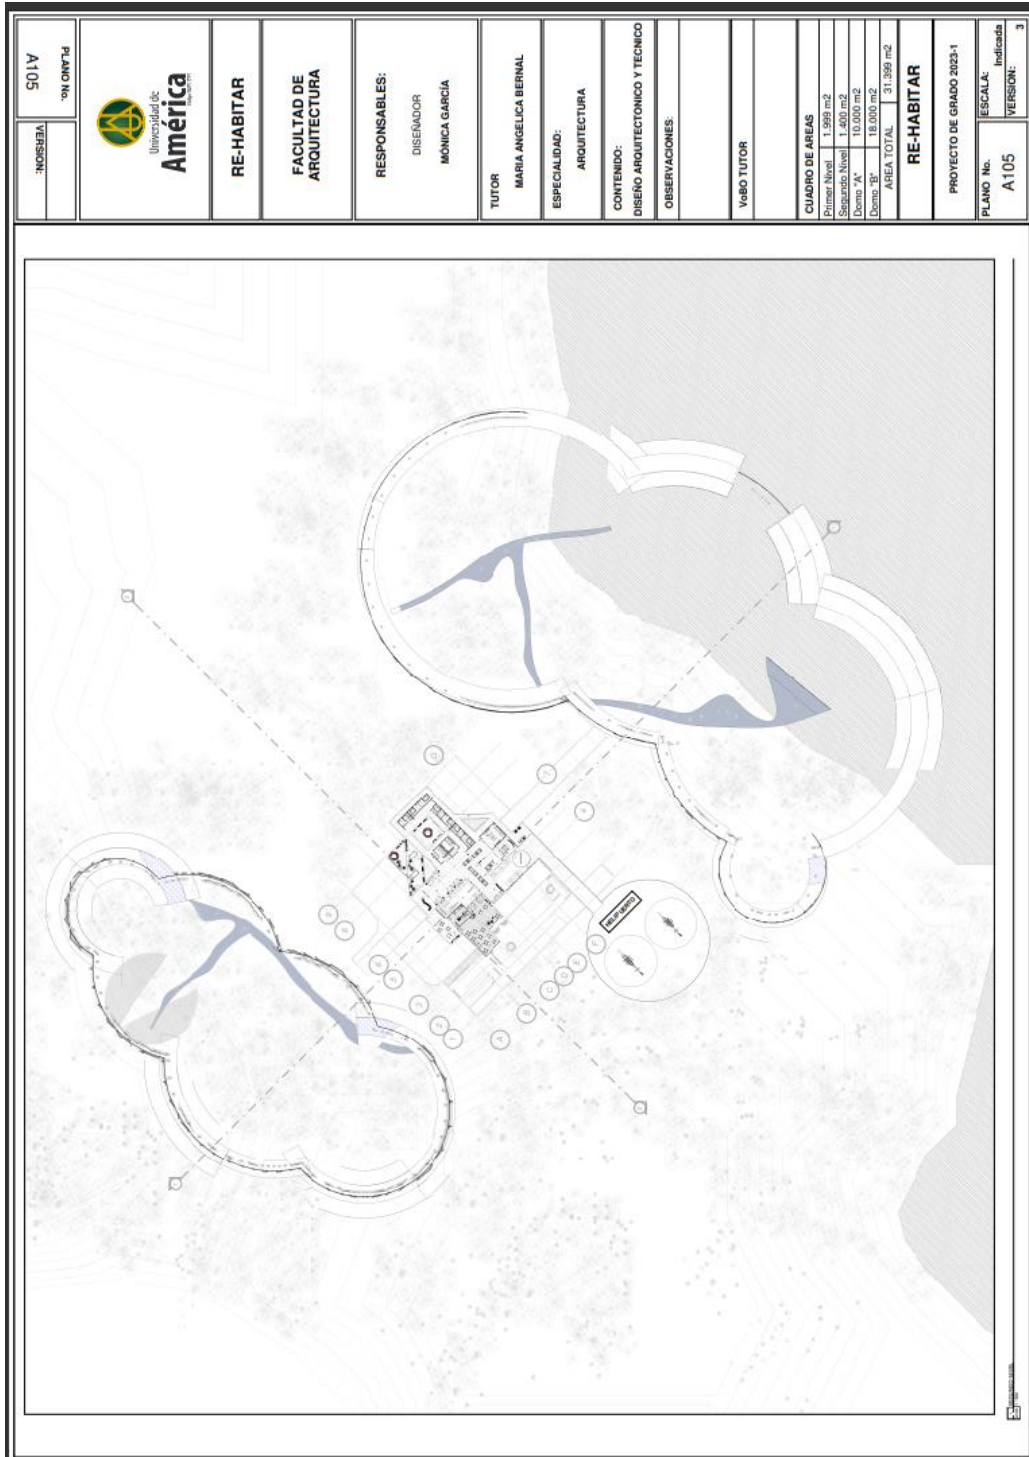 PLANO No.
A105
VERSION:
Universidad de
América
RE-HABITAR
FACULTAD DE
ARQUITECTURA
RESPONSABLES:
DISEÑADOR
MÓNICA GARCÍA
TUTOR
MARIA ANGELICA BERNAL
ESPECIALIDAD:
ARQUITECTURA
CONTENIDO:
DISEÑO ARQUITECTONICO Y TECNICO
OBSERVACIONES:
VoBO TUTOR
CUADRO DE AREAS
Primer Nivel 1.999 m2
Segundo Nivel 1.400 m2
Domo "A" 10.000 m2
Domo "B" 18.000 m2
AREA TOTAL 31.399 m2
RE-HABITAR
PROYECTO DE GRADO 2023-1
PLANO No.
A105
ESCALA:
Indicada
VERSION:
3
HELIPUERTO
A
B
C
D
E
F
G
7